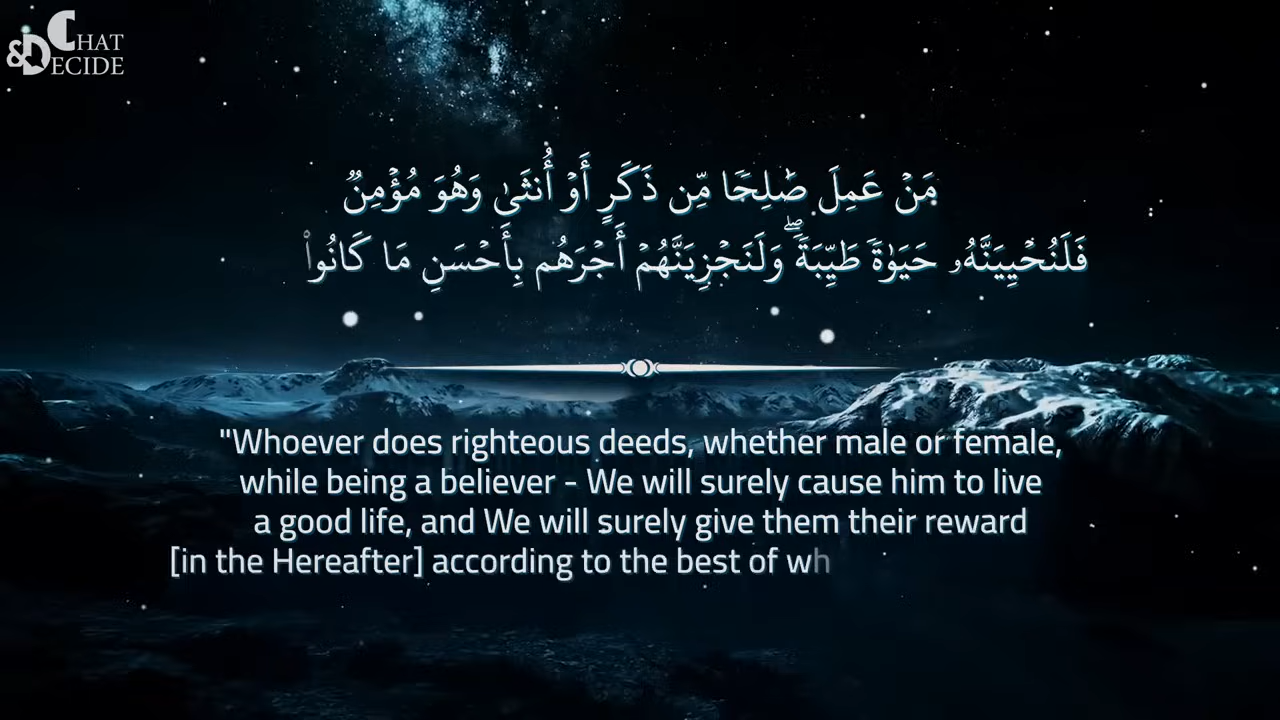 CHAT
&DECIDE
مَنْ عَمِلَ صَٰلِحًا مِّن ذَكَرٍ أَوْ أُنثَىٰ وَهُوَ مُؤْمِنٌ
فَلَنُحْيِيَنَّهُۥ حَيَوٰةً طَيِّبَةً ۖ وَلَنَجْزِيَنَّهُمْ أَجْرَهُم بِأَحْسَنِ مَا كَانُوا۟
"Whoever does righteous deeds, whether male or female,
while being a believer - We will surely cause him to live
a good life, and We will surely give them their reward
[in the Hereafter] according to the best of wh